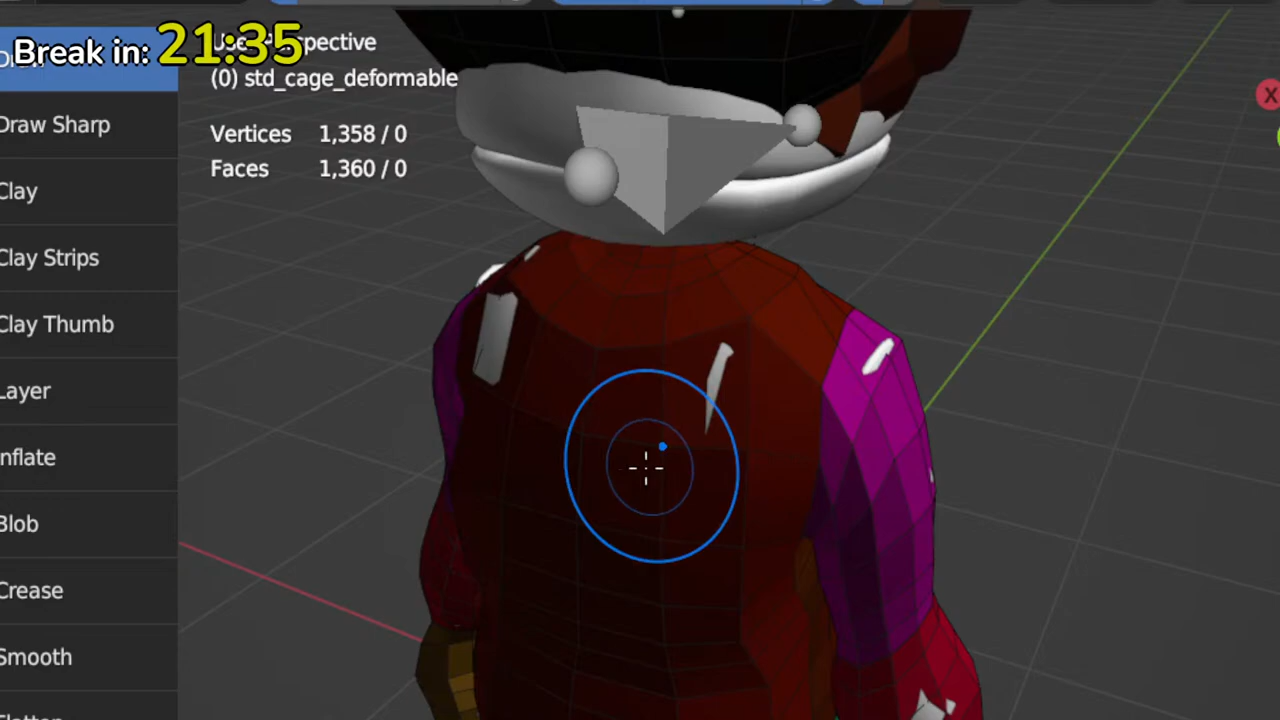 Break in: 21:35
(0) std_cage_deformable
Vertices 1,358 / 0
Faces 1,360 / 0
Draw Sharp
Clay
Clay Strips
Clay Thumb
Layer
nflate
Blob
Crease
Smooth
X